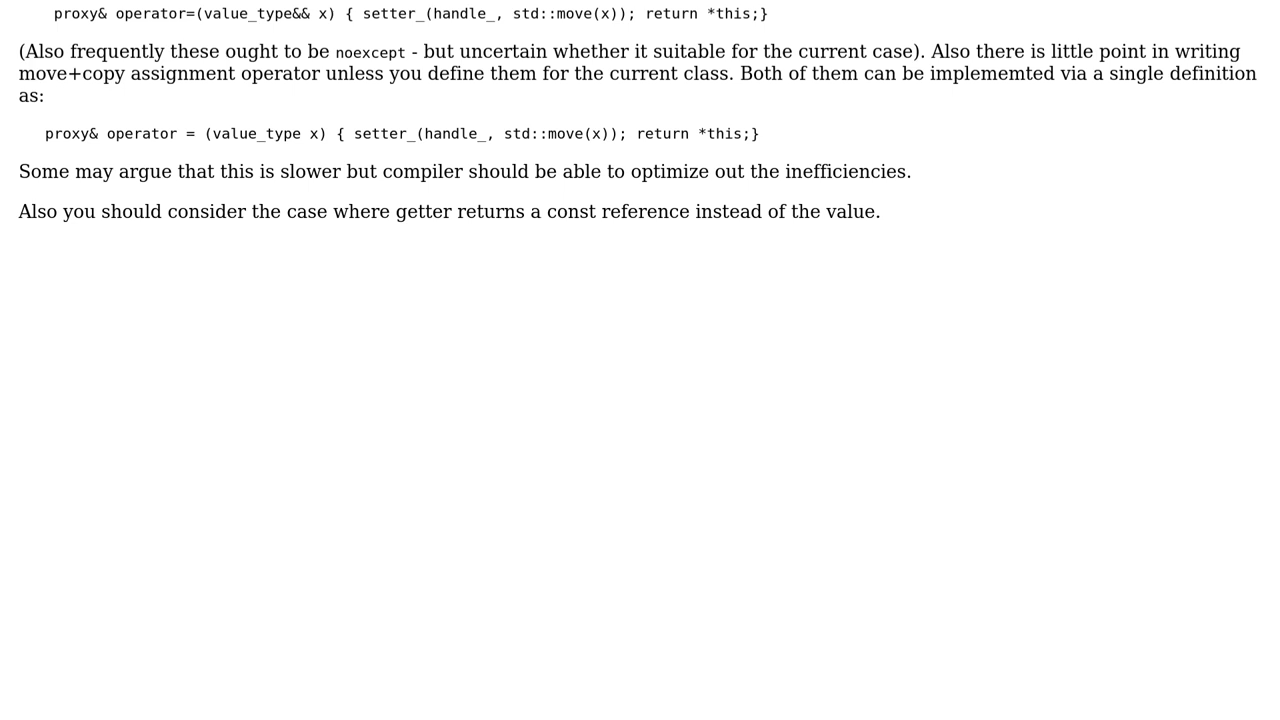 proxy& operator=(value_type&& x) { setter_(handle_, std::move(x)); return *this;}
(Also frequently these ought to be noexcept - but uncertain whether it suitable for the current case). Also there is little point in writing
move+copy assignment operator unless you define them for the current class. Both of them can be implememted via a single definition
as:
proxy& operator = (value_type x) { setter_(handle_, std::move(x)); return *this;}
Some may argue that this is slower but compiler should be able to optimize out the inefficiencies.
Also you should consider the case where getter returns a const reference instead of the value.